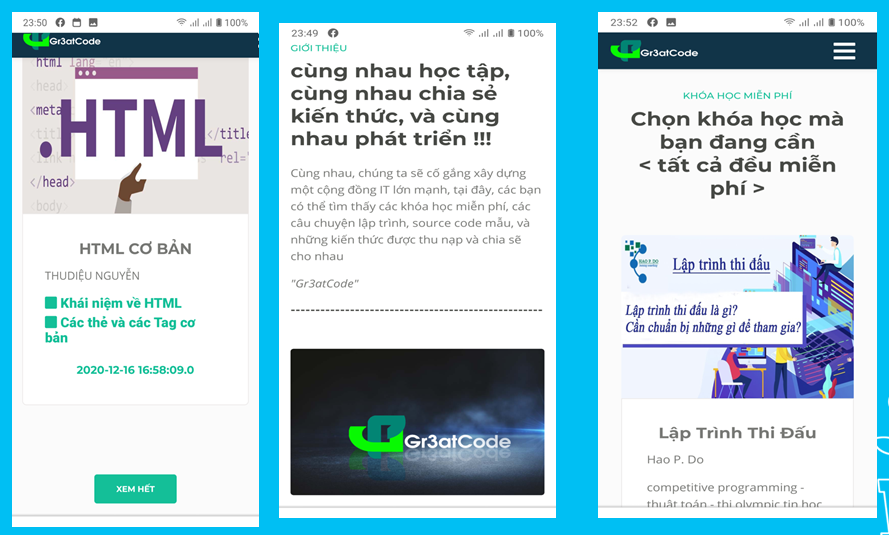 23:50
100%
Gr3atCode
html lang en
<head>
<meta
.HTML
<title
</title
<link
rel="
</head>
<body>
HTML CƠ BẢN
THUDIỆU NGUYỄN
Khái niệm về HTML
Các thẻ và các Tag cơ
bản
2020-12-16 16:58:09.0
XEM HẾT
23:49
100%
GIỚI THIỆU
cùng nhau học tập,
cùng nhau chia sẻ
kiến thức, và cùng
nhau phát triển !!!
Cùng nhau, chúng ta sẽ cố gắng xây dựng
một cộng đồng IT lớn mạnh, tại đây, các bạn
có thể tìm thấy các khóa học miễn phí, các
câu chuyện lập trình, source code mẫu, và
những kiến thức được thu nạp và chia sẽ
cho nhau
"Gr3atCode"
--------------------------------------------------
Gr3atCode
23:52
100%
Gr3atCode
KHÓA HỌC MIỄN PHÍ
Chọn khóa học mà
bạn đang cần
< tất cả đều miễn
phí >
HAO P. DO
Lập trình thi đấu
Lập trình thi đấu là gì?
Cần chuẩn bị những gì để tham gia?
Lập Trình Thi Đấu
Hao P. Do
competitive programming -
thuật toán - thi olympic tin học